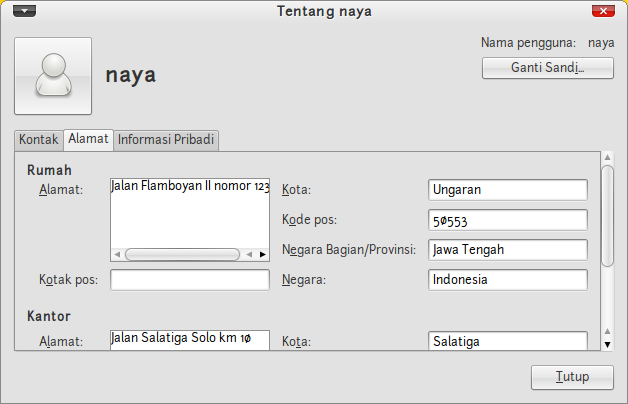 Tentang naya
Nama pengguna: naya
Ganti Sandi...
naya
Kontak Alamat Informasi Pribadi
Rumah
Alamat: Jalan Flamboyan II nomor 123 Kota: Ungaran
Kode pos: 50553
Negara Bagian/Provinsi: Jawa Tengah
Kotak pos: Negara: Indonesia
Kantor
Alamat: Jalan Salatiga Solo km 10 Kota: Salatiga
Tutup